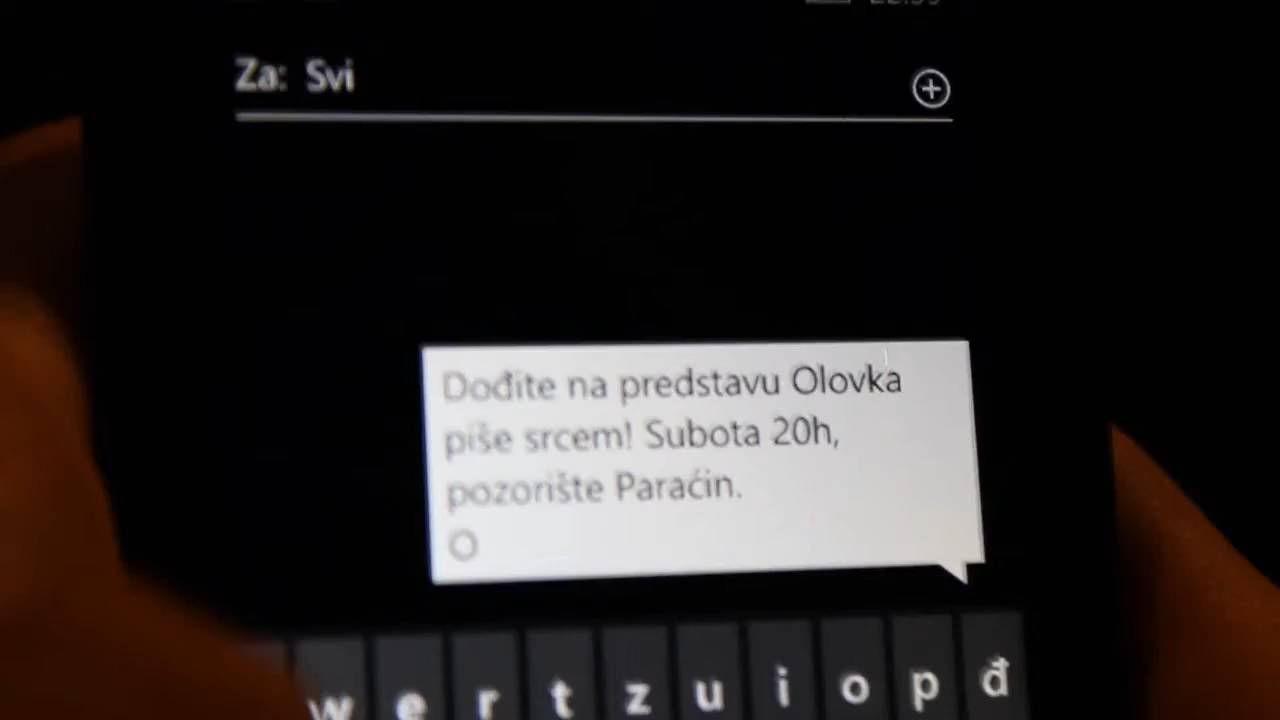 Za: Svi
Dođite na predstavu Olovka
piše srcem! Subota 20h,
pozorište Paraćin.
O
w e r t z u i o p đ